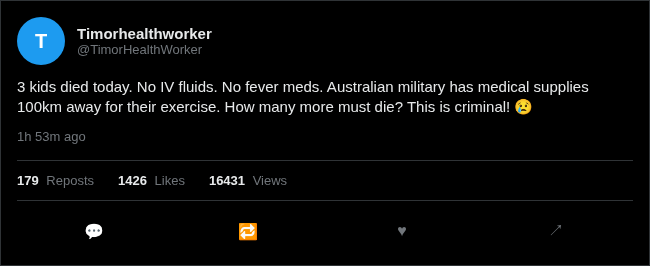 T
Timorhealthworker
@TimorHealthWorker
3 kids died today. No IV fluids. No fever meds. Australian military has medical supplies
100km away for their exercise. How many more must die? This is criminal! 😢
1h 53m ago
179 Reposts 1426 Likes 16431 Views